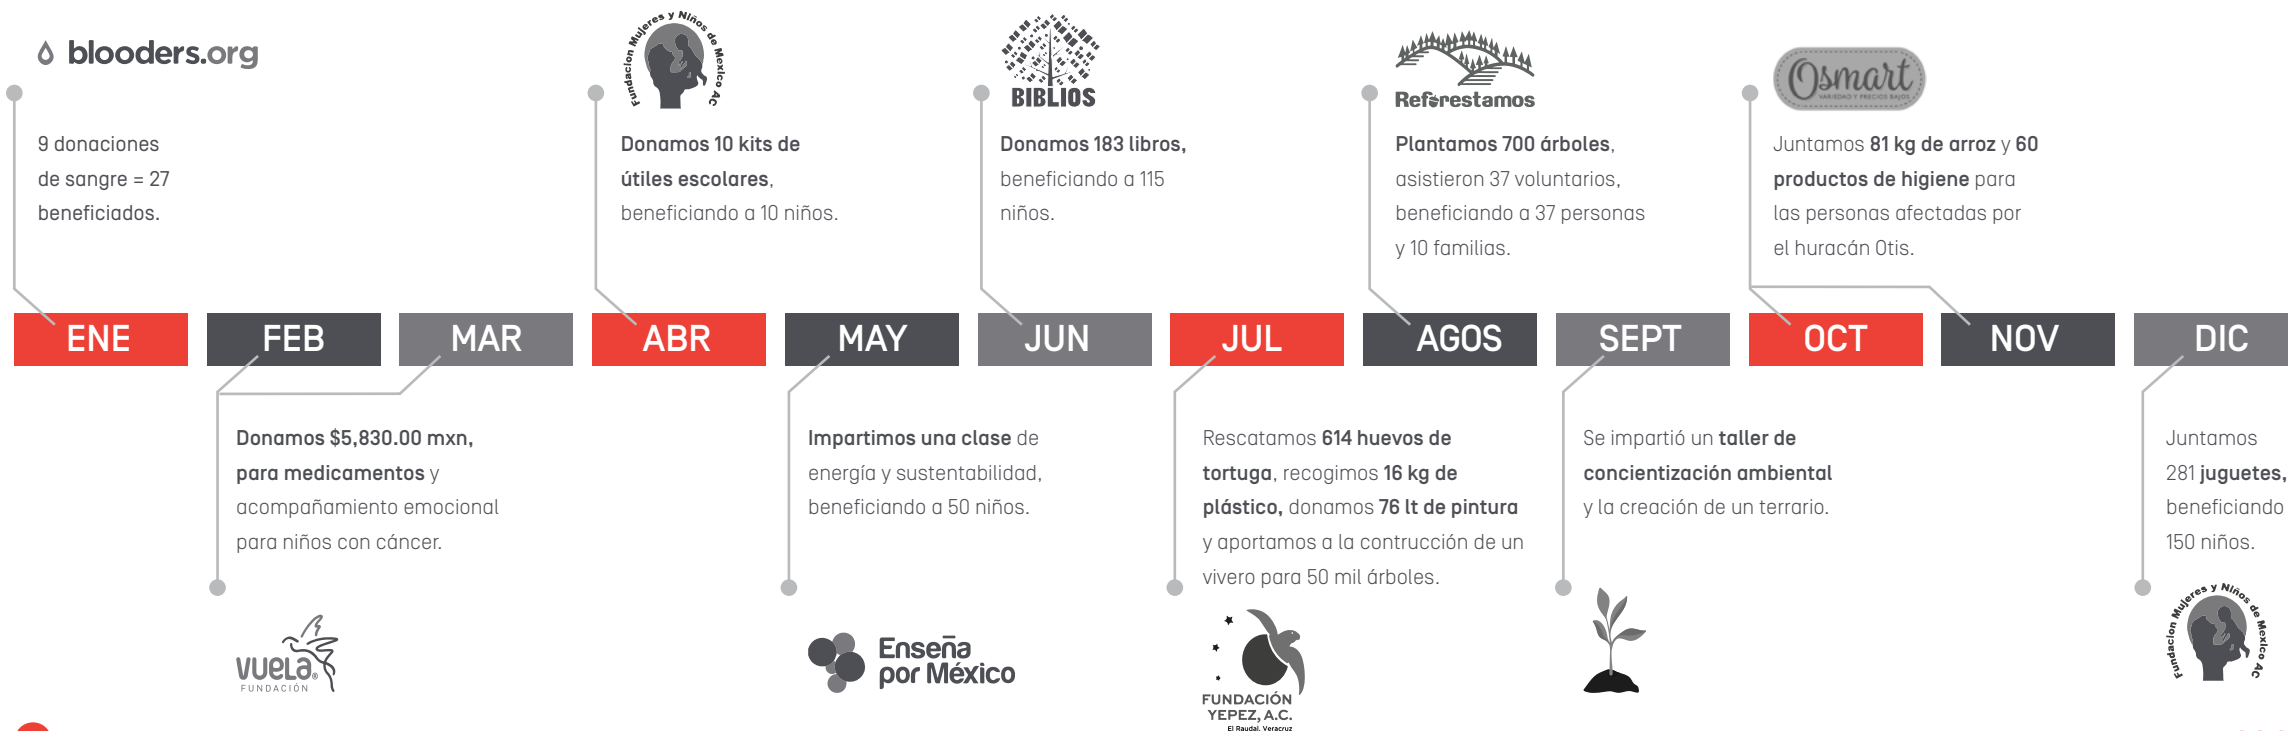 blooders.org
9 donaciones
de sangre = 27
beneficiados.
Fundacion Mujeres y Niños de Mexico AC
Donamos 10 kits de
útiles escolares,
beneficiando a 10 niños.
BIBLIOS
Donamos 183 libros,
beneficiando a 115
niños.
Reforestamos
Plantamos 700 árboles,
asistieron 37 voluntarios,
beneficiando a 37 personas
y 10 familias.
Osmart
VARIEDAD Y PRECIOS BAJOS
Juntamos 81 kg de arroz y 60
productos de higiene para
las personas afectadas por
el huracán Otis.
ENE FEB MAR ABR MAY JUN JUL AGOS SEPT OCT NOV DIC
Donamos $5,830.00 mxn,
para medicamentos y
acompañamiento emocional
para niños con cáncer.
VUELA®
FUNDACIÓN
Impartimos una clase de
energía y sustentabilidad,
beneficiando a 50 niños.
Enseña
por México
Rescatamos 614 huevos de
tortuga, recogimos 16 kg de
plástico, donamos 76 lt de pintura
y aportamos a la contrucción de un
vivero para 50 mil árboles.
FUNDACIÓN
YEPEZ, A.C.
El Raudal, Veracruz
Se impartió un taller de
concientización ambiental
y la creación de un terrario.
Juntamos
281 juguetes,
beneficiando
150 niños.
Fundacion Mujeres y Niños de Mexico AC